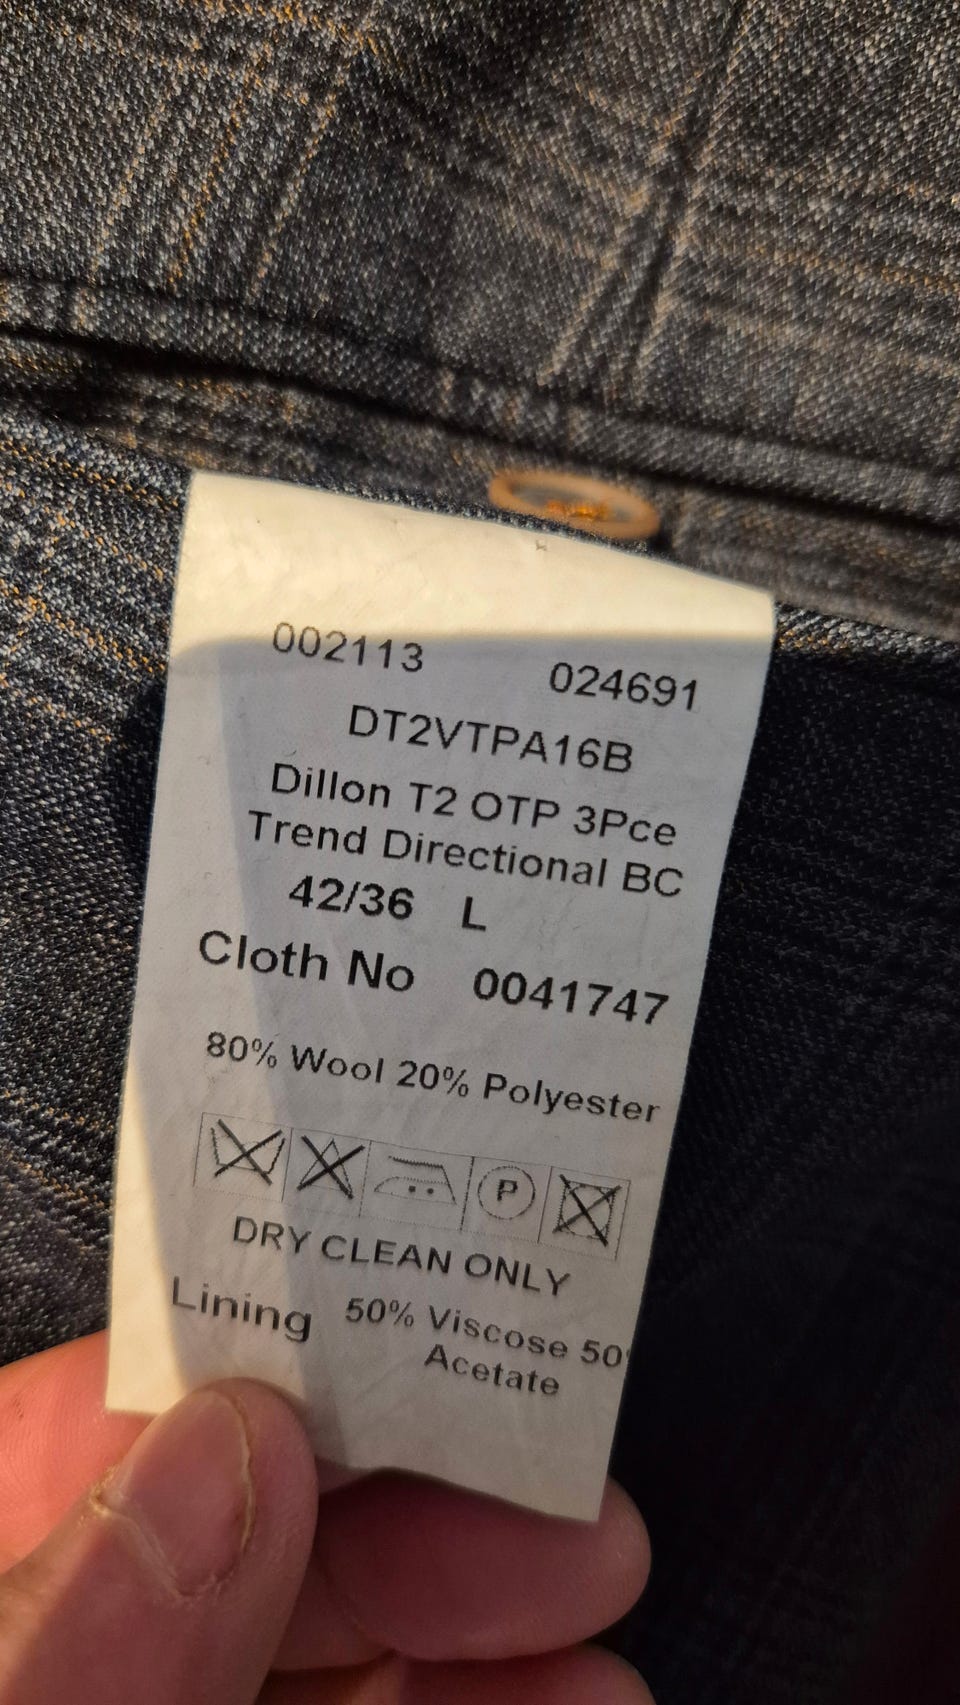 002113 024691
DT2VTPA16B
Dillon T2 OTP 3Pce
Trend Directional BC
42/36 L
Cloth No 0041747
80% Wool 20% Polyester
P
DRY CLEAN ONLY
Lining 50% Viscose 50%
Acetate